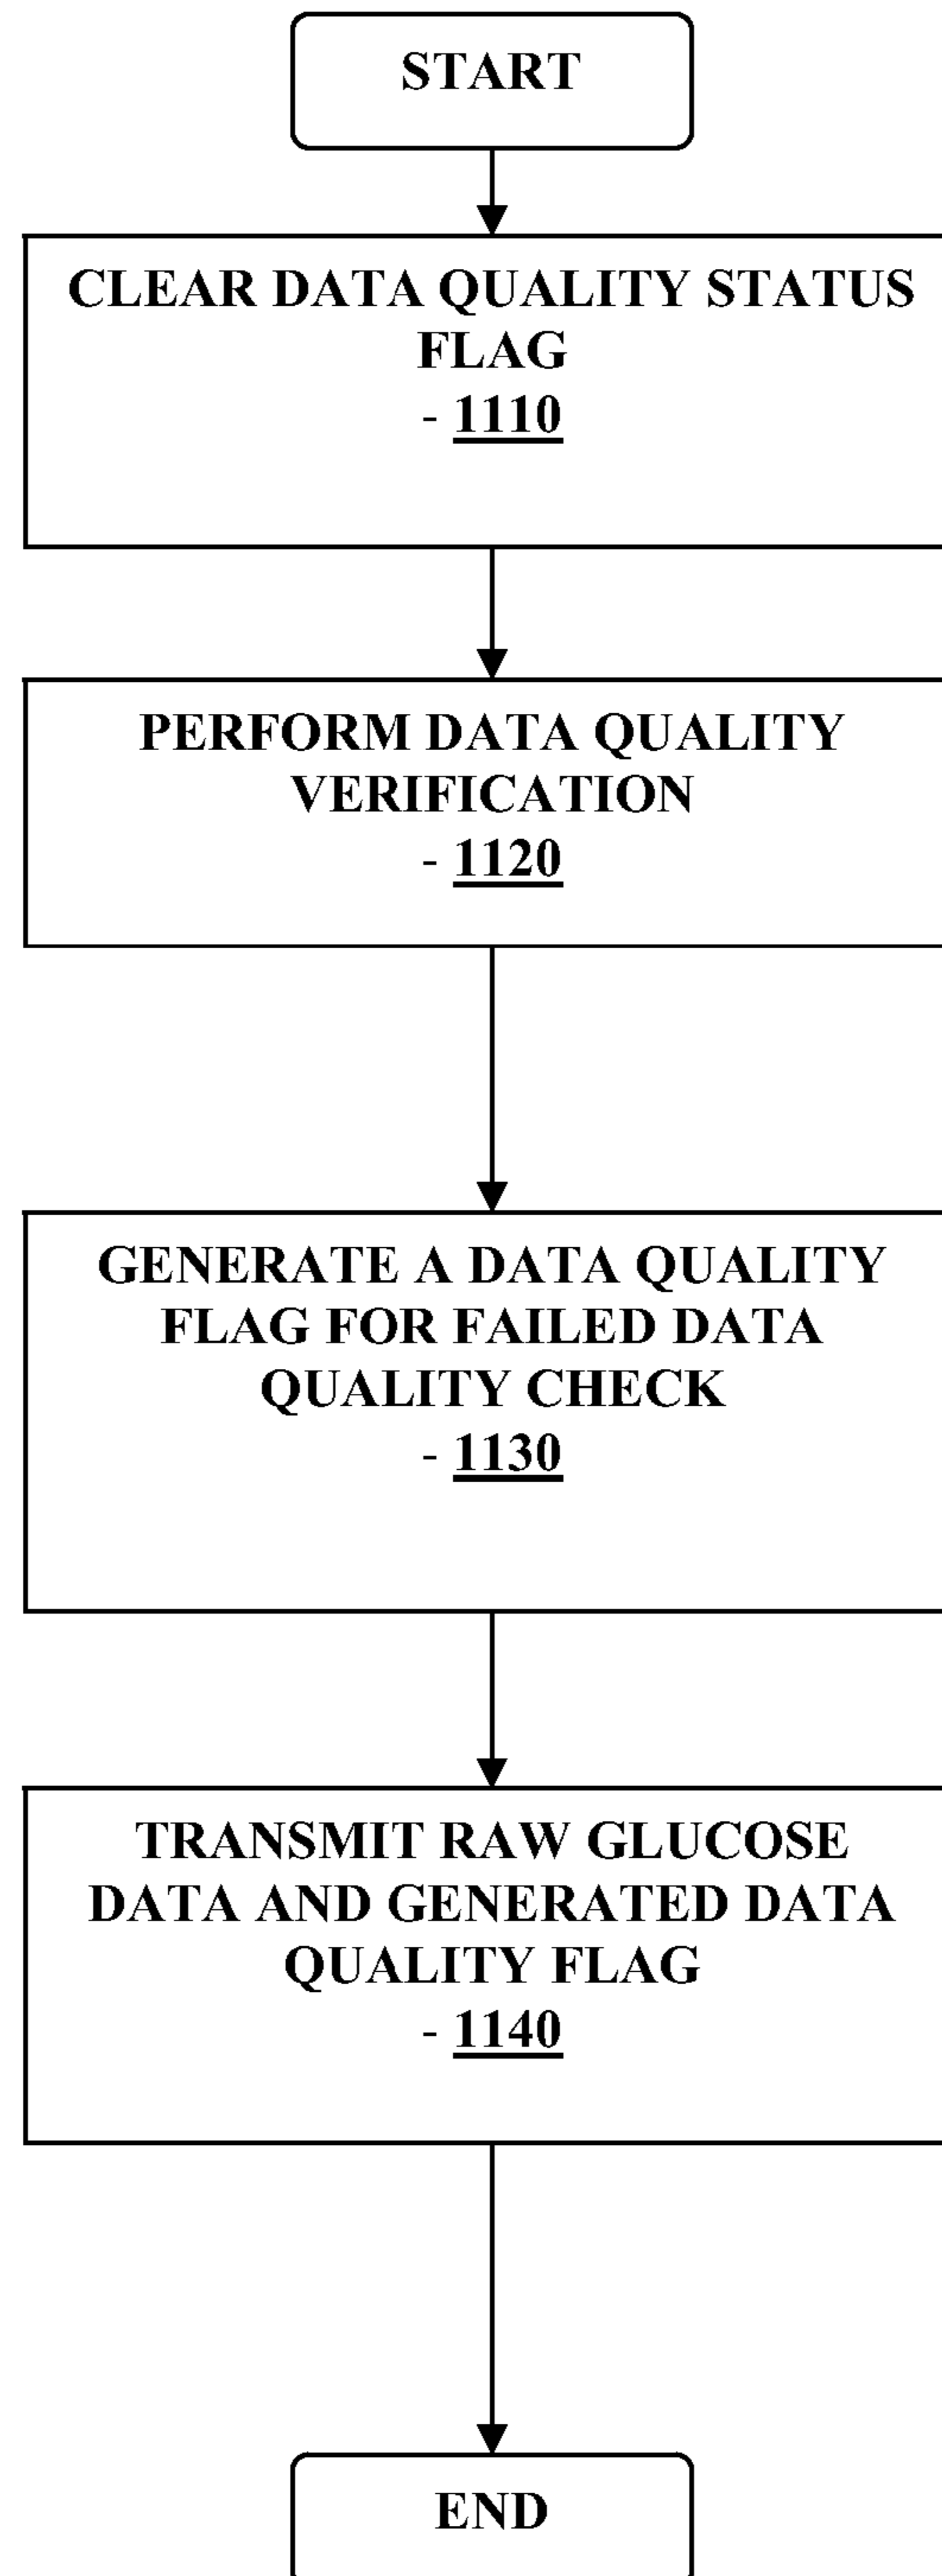 START
CLEAR DATA QUALITY STATUS
FLAG
- 1110
PERFORM DATA QUALITY
VERIFICATION
- 1120
GENERATE A DATA QUALITY
FLAG FOR FAILED DATA
QUALITY CHECK
- 1130
TRANSMIT RAW GLUCOSE
DATA AND GENERATED DATA
QUALITY FLAG
- 1140
END